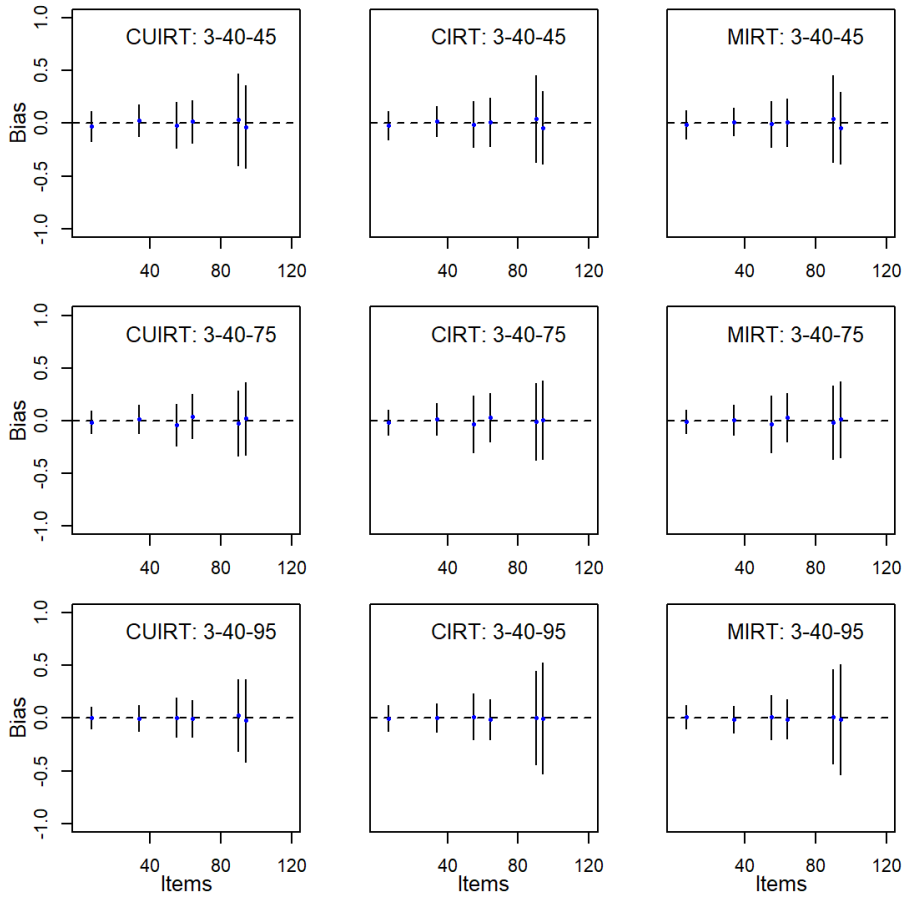 CUIRT: 3-40-45
CIRT: 3-40-45
MIRT: 3-40-45
Bias
1.0
0.5
0.0
-0.5
-1.0
40 80 120
40 80 120
40 80 120
CUIRT: 3-40-75
CIRT: 3-40-75
MIRT: 3-40-75
Bias
1.0
0.5
0.0
-0.5
-1.0
40 80 120
40 80 120
40 80 120
CUIRT: 3-40-95
CIRT: 3-40-95
MIRT: 3-40-95
Bias
1.0
0.5
0.0
-0.5
-1.0
40 80 120
40 80 120
40 80 120
Items
Items
Items